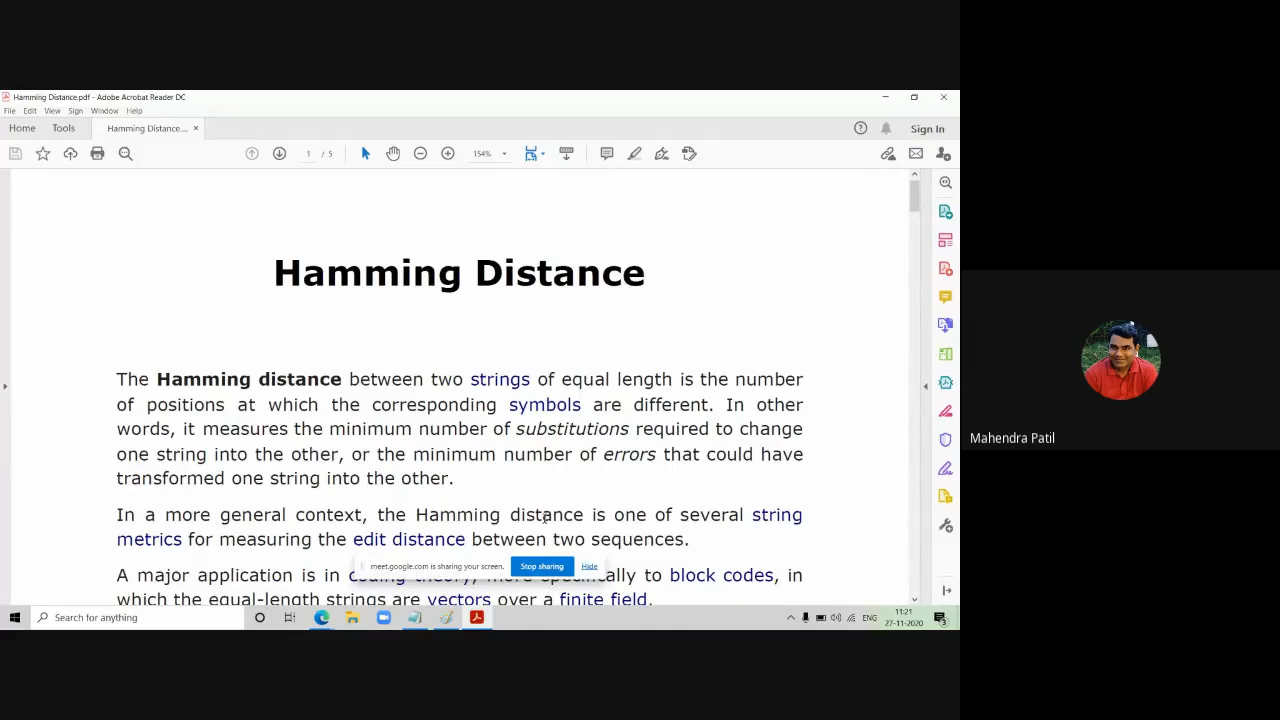 Hamming Distance.pdf - Adobe Acrobat Reader DC
File Edit View Sign Window Help
Home Tools Hamming Distance.... × Sign In
1 / 5 154%
Hamming Distance
The Hamming distance between two strings of equal length is the number
of positions at which the corresponding symbols are different. In other
words, it measures the minimum number of substitutions required to change
one string into the other, or the minimum number of errors that could have
transformed one string into the other.
In a more general context, the Hamming distance is one of several string
metrics for measuring the edit distance between two sequences.
Mahendra Patil
meet.google.com is sharing your screen. Stop sharing Hide
A major application is in coding theory, more specifically to block codes, in
which the equal-length strings are vectors over a finite field.
Search for anything
ENG
11:21
27-11-2020
3